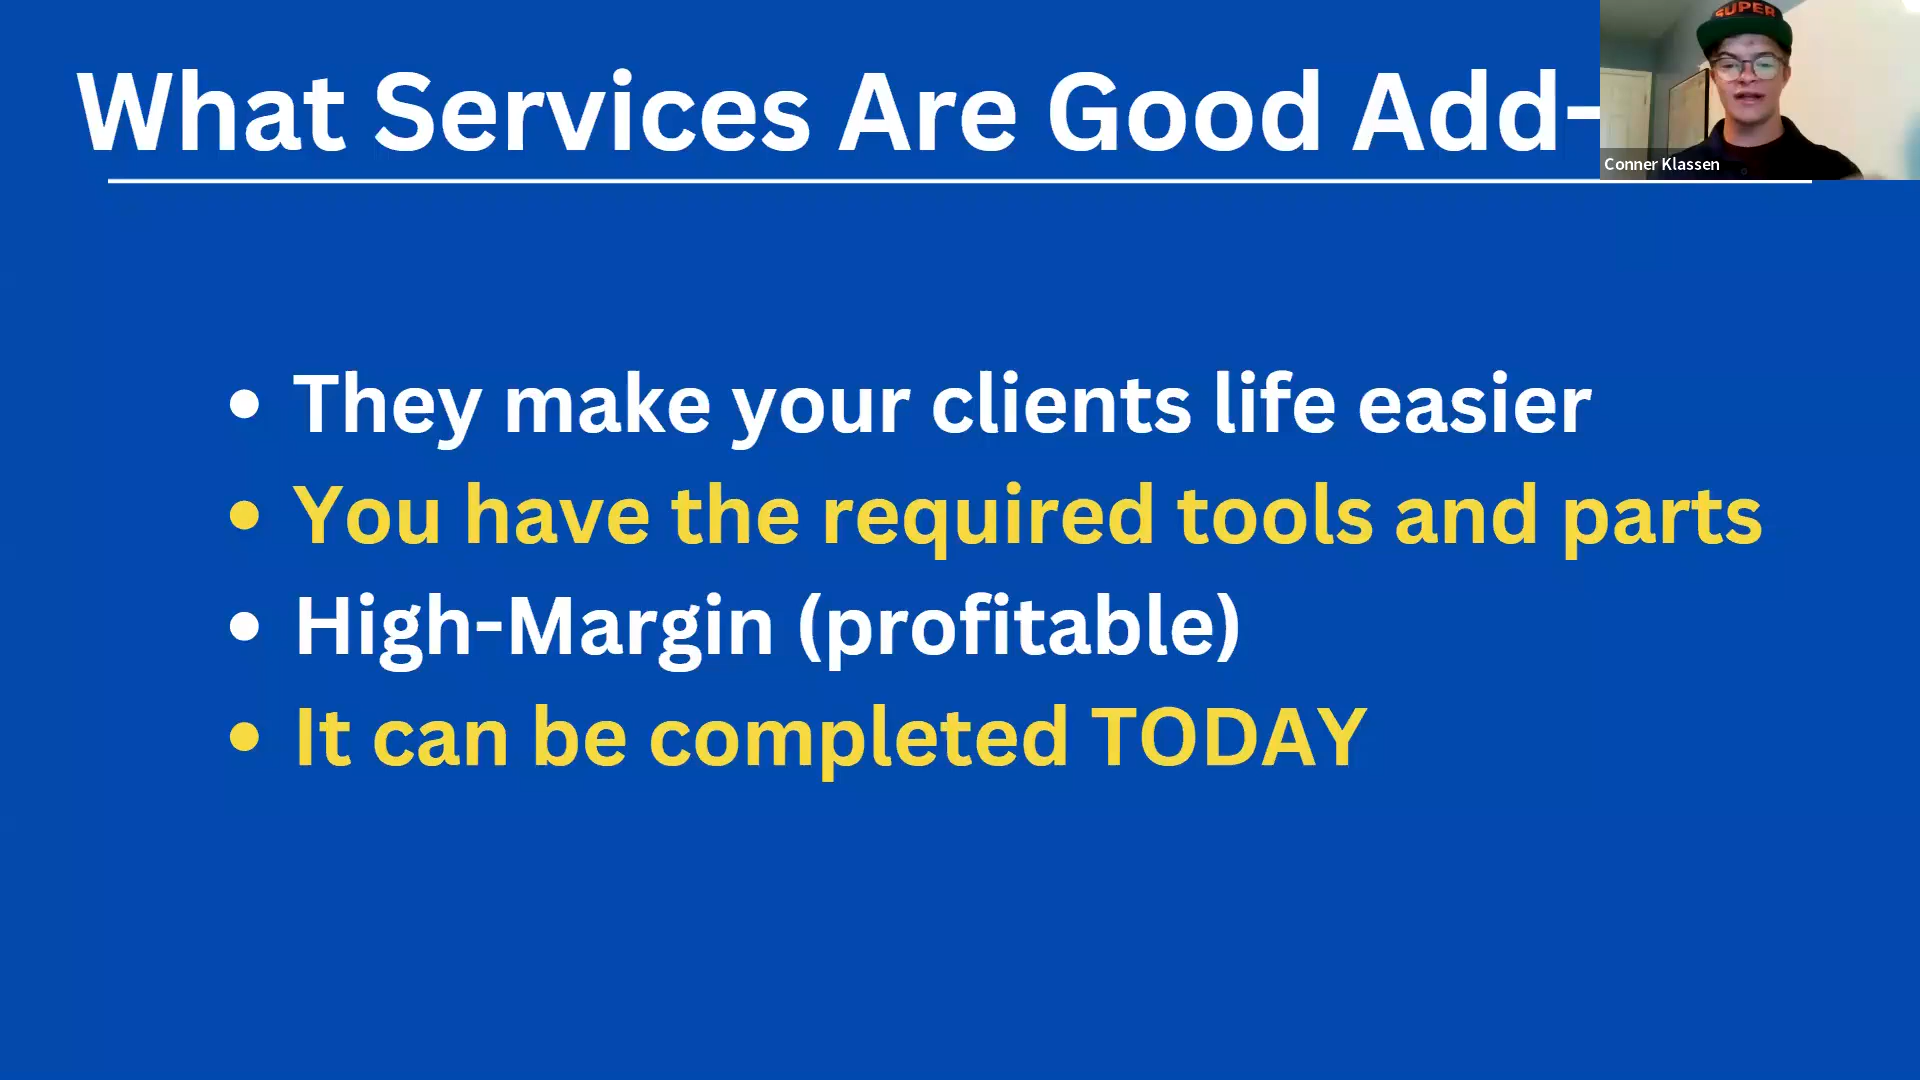 What Services Are Good Add-
SUPER
Conner Klassen
• They make your clients life easier
• You have the required tools and parts
• High-Margin (profitable)
• It can be completed TODAY